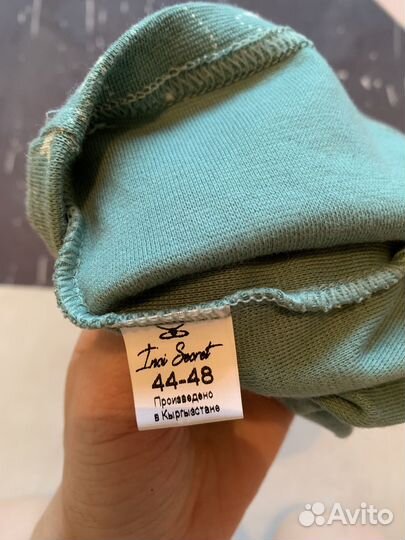 Inci Secret
44-48
Произведено
в Кыргызстане
Avito